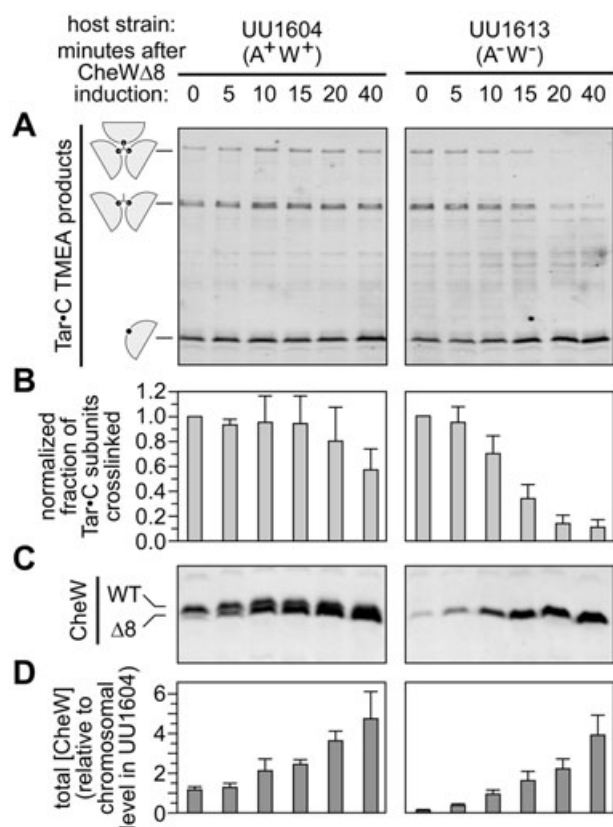 host strain: UU1604 UU1613
minutes after (A+W+) (A−W−)
CheWΔ8
induction: 0 5 10 15 20 40 0 5 10 15 20 40
A
Tar•C TMEA products
B
normalized
fraction of
Tar•C subunits
crosslinked
1.2
1.0
0.8
0.6
0.4
0.2
0.0
C
CheW
WT
Δ8
D
total [CheW]
(relative to
chromosomal
level in UU1604)
6
4
2
0